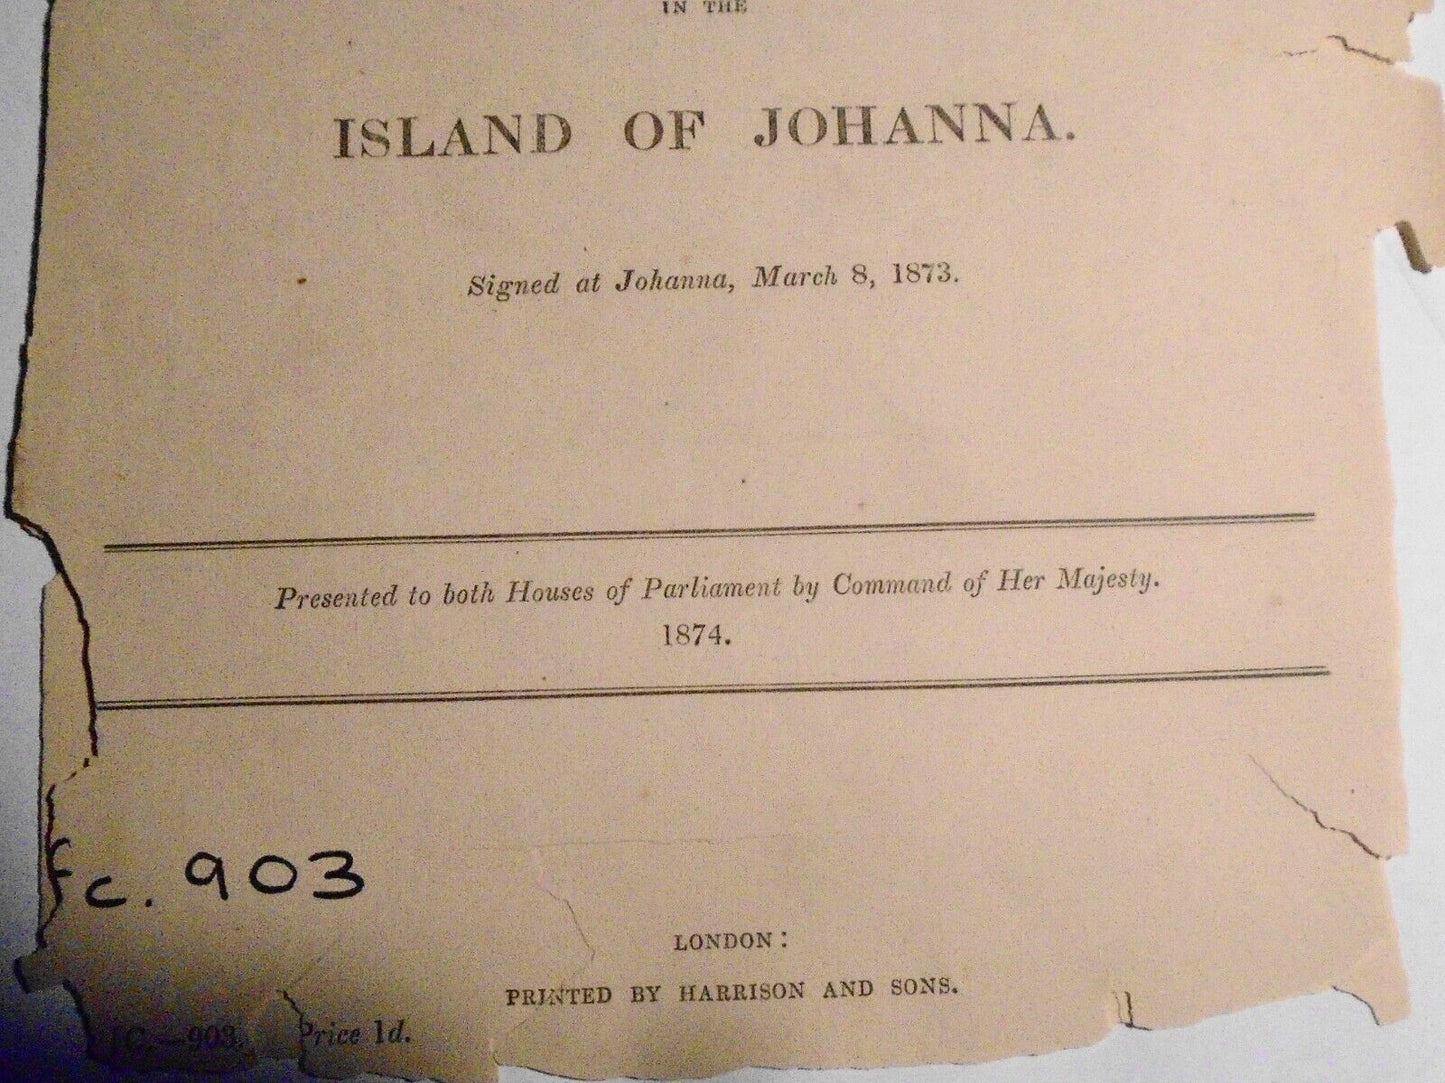 IN THE
ISLAND OF JOHANNA.
Signed at Johanna, March 8, 1873.
Presented to both Houses of Parliament by Command of Her Majesty.
1874.
c. 903
LONDON:
PRINTED BY HARRISON AND SONS.
[C.—903. Price 1d.